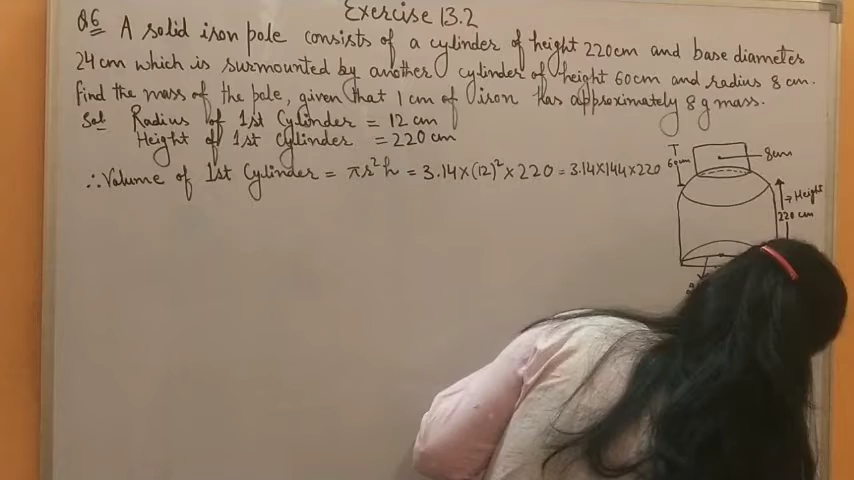 Exercise 13.2
Q6 A solid iron pole consists of a cylinder of height 220cm and base diameter
24cm which is surmounted by another cylinder of height 60cm and radius 8 cm.
find the mass of the pole, given that 1 cm of iron has approximately 8 g mass.
Sol Radius of 1st Cylinder = 12 cm
Height of 1st cylinder = 220 cm
∴ Volume of 1st Cylinder = πr²h = 3.14×(12)²×220 = 3.14×144×220
60cm
8cm
→ Height
220 cm